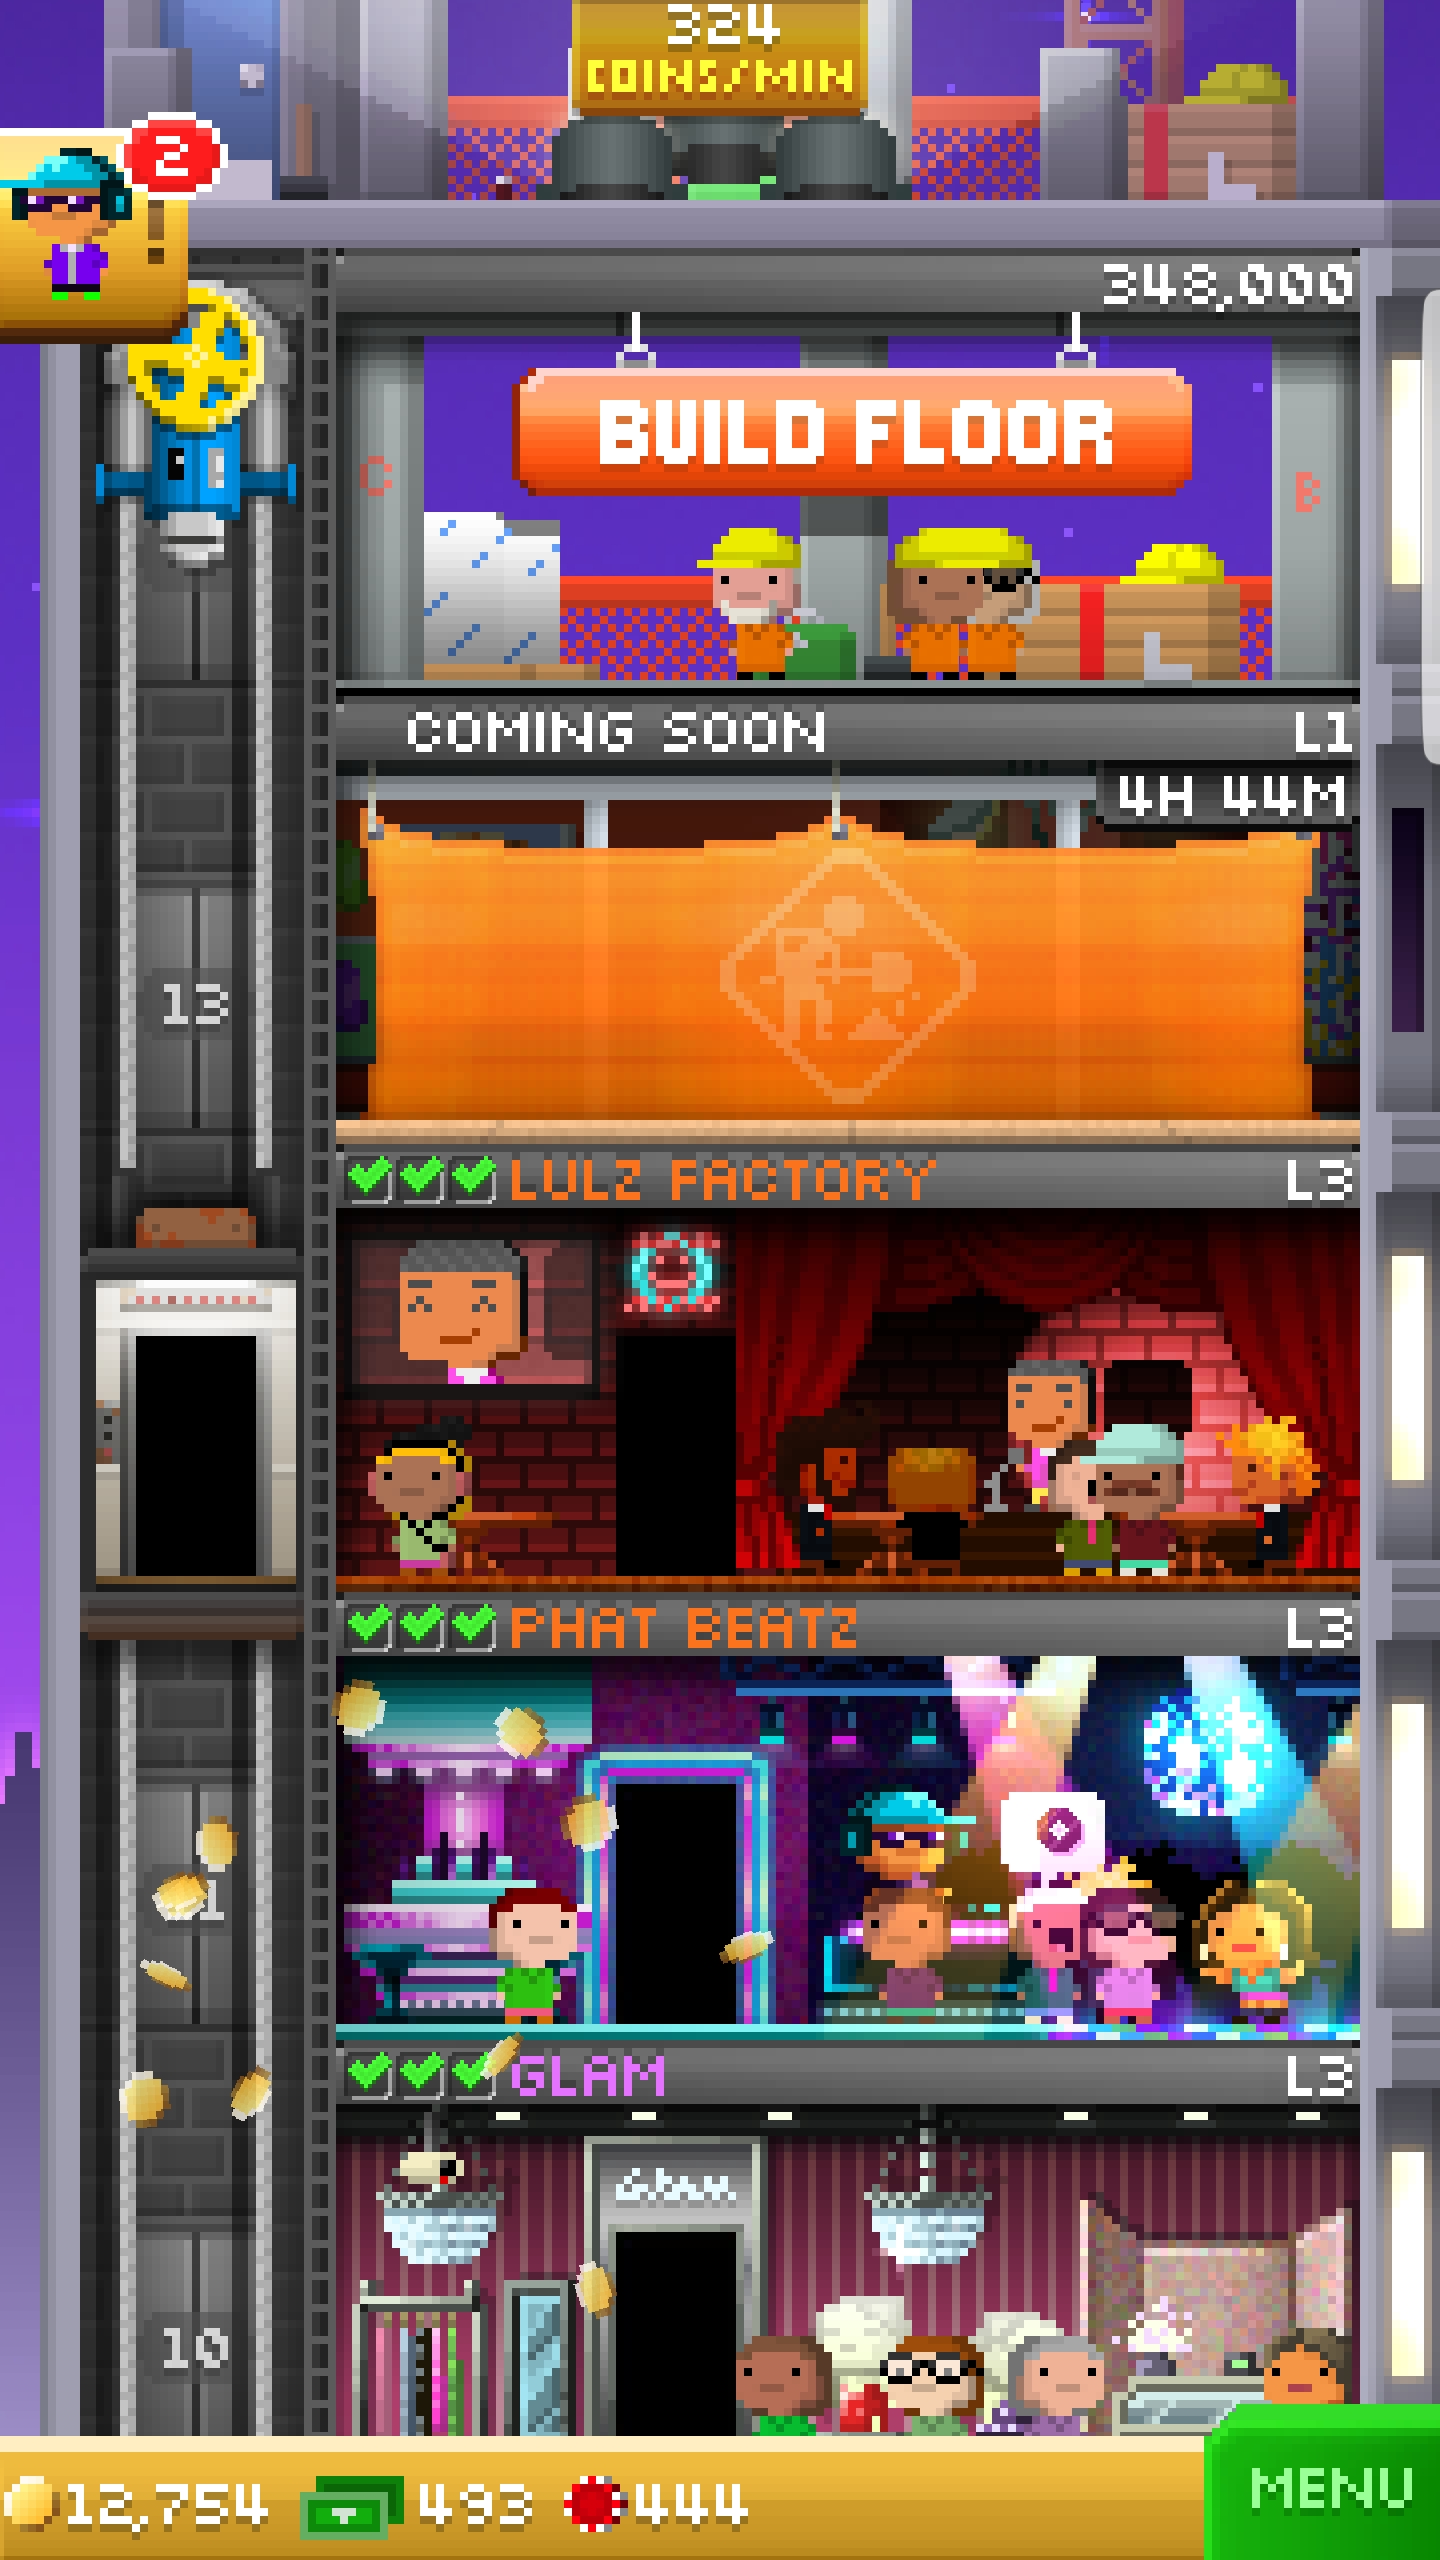 324
COINS/MIN
2
348,000
BUILD FLOOR
C
B
COMING SOON L1
4H 44M
13
LULZ FACTORY L3
PHAT BEATZ L3
GLAM L3
Glam
10
12,754 493 444
MENU